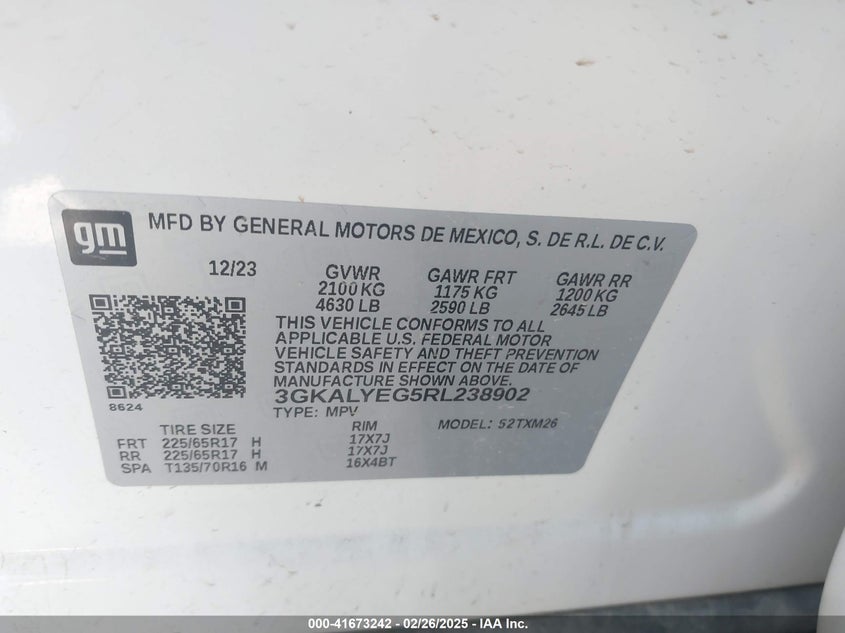 gm
MFD BY GENERAL MOTORS DE MEXICO, S. DE R.L. DE C.V.
12/23 GVWR GAWR FRT GAWR RR
2100 KG 1175 KG 1200 KG
4630 LB 2590 LB 2645 LB
THIS VEHICLE CONFORMS TO ALL
APPLICABLE U.S. FEDERAL MOTOR
VEHICLE SAFETY AND THEFT PREVENTION
STANDARDS IN EFFECT ON THE DATE OF
MANUFACTURE SHOWN ABOVE.
8624
3GKALYEG5RL238902
TYPE: MPV MODEL: 52TXM26
TIRE SIZE RIM
FRT 225/65R17 H 17X7J
RR 225/65R17 H 17X7J
SPA T135/70R16 M 16X4BT
000-41673242 - 02/26/2025 - IAA Inc.